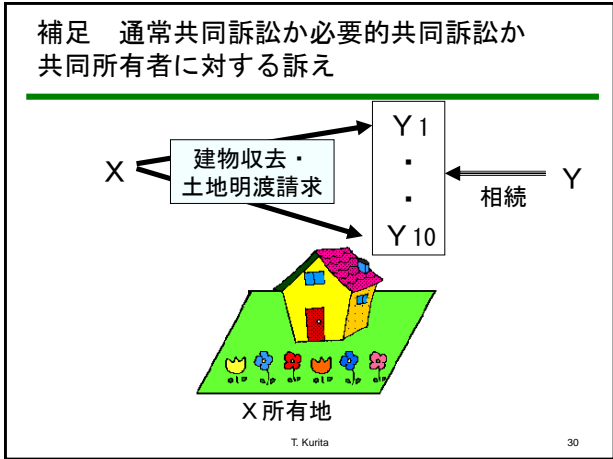 補足　通常共同訴訟か必要的共同訴訟か
共同所有者に対する訴え
X
建物収去・
土地明渡請求
Y1
・
・
Y10
相続
Y
X所有地
T. Kurita
30